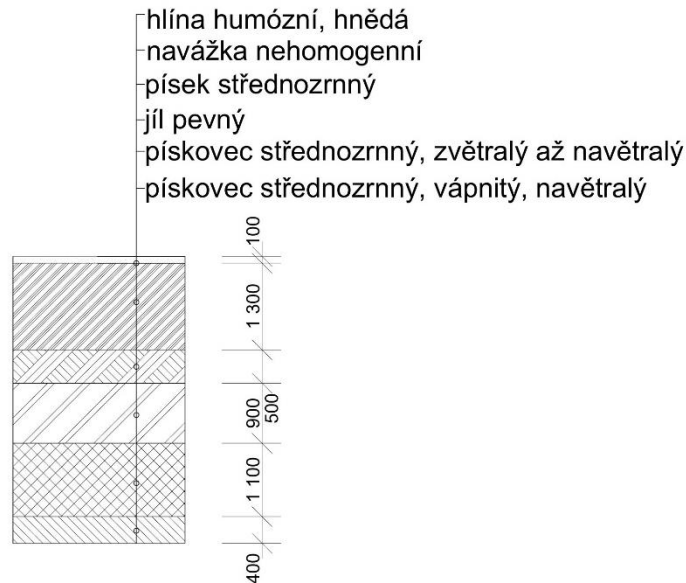 hlína humózní, hnědá
navážka nehomogenní
písek střednozrnný
jíl pevný
pískovec střednozrnný, zvětralý až navětralý
pískovec střednozrnný, vápnitý, navětralý
100
1 300
500
900
1 100
400